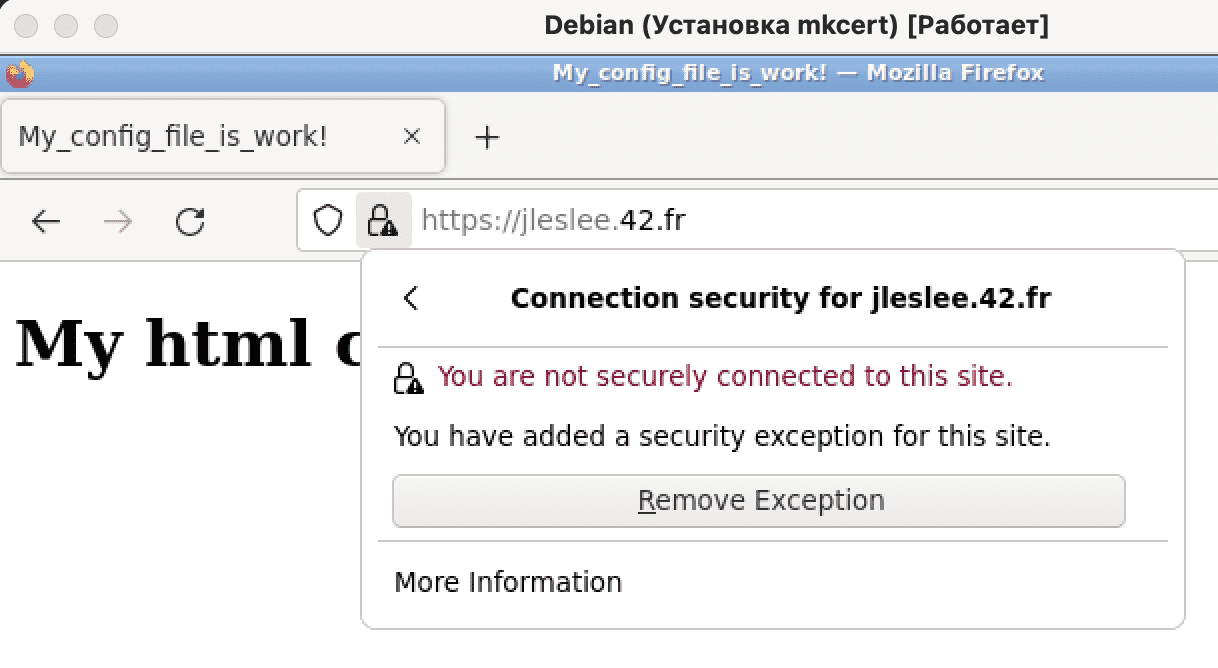 Debian (Установка mkcert) [Работает]
My_config_file_is_work! — Mozilla Firefox
My_config_file_is_work!
https://jleslee.42.fr
Connection security for jleslee.42.fr
My html
You are not securely connected to this site.
You have added a security exception for this site.
Remove Exception
More Information